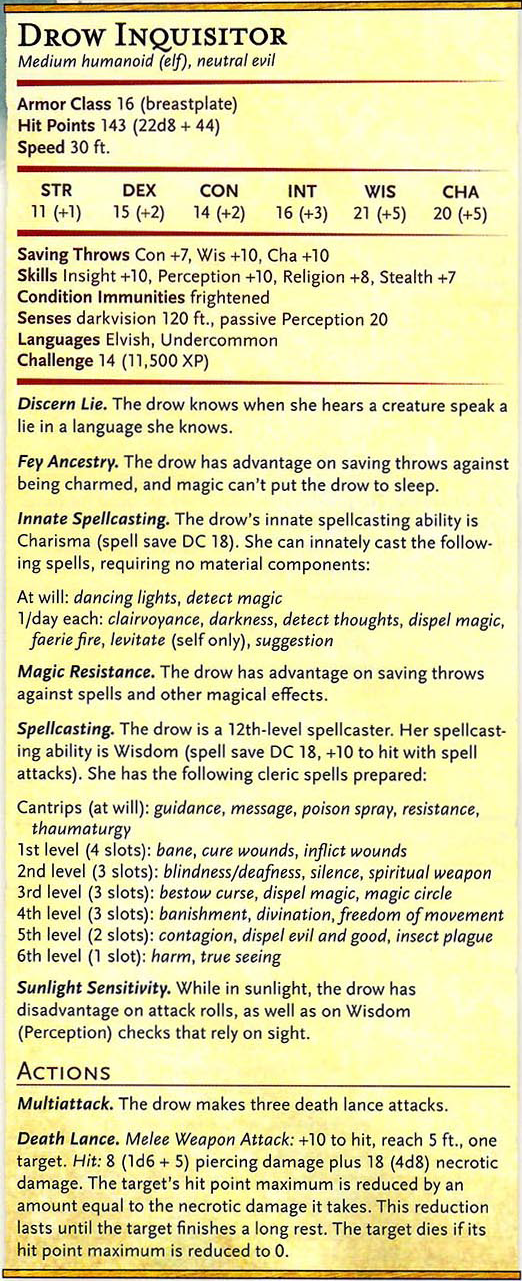 DROW INQUISITOR
Medium humanoid (elf), neutral evil
Armor Class 16 (breastplate)
Hit Points 143 (22d8 + 44)
Speed 30 ft.
STR DEX CON INT WIS CHA
11 (+1) 15 (+2) 14 (+2) 16 (+3) 21 (+5) 20 (+5)
Saving Throws Con +7, Wis +10, Cha +10
Skills Insight +10, Perception +10, Religion +8, Stealth +7
Condition Immunities frightened
Senses darkvision 120 ft., passive Perception 20
Languages Elvish, Undercommon
Challenge 14 (11,500 XP)
Discern Lie. The drow knows when she hears a creature speak a
lie in a language she knows.
Fey Ancestry. The drow has advantage on saving throws against
being charmed, and magic can't put the drow to sleep.
Innate Spellcasting. The drow's innate spellcasting ability is
Charisma (spell save DC 18). She can innately cast the follow-
ing spells, requiring no material components:
At will: dancing lights, detect magic
1/day each: clairvoyance, darkness, detect thoughts, dispel magic,
faerie fire, levitate (self only), suggestion
Magic Resistance. The drow has advantage on saving throws
against spells and other magical effects.
Spellcasting. The drow is a 12th-level spellcaster. Her spellcast-
ing ability is Wisdom (spell save DC 18, +10 to hit with spell
attacks). She has the following cleric spells prepared:
Cantrips (at will): guidance, message, poison spray, resistance,
thaumaturgy
1st level (4 slots): bane, cure wounds, inflict wounds
2nd level (3 slots): blindness/deafness, silence, spiritual weapon
3rd level (3 slots): bestow curse, dispel magic, magic circle
4th level (3 slots): banishment, divination, freedom of movement
5th level (2 slots): contagion, dispel evil and good, insect plague
6th level (1 slot): harm, true seeing
Sunlight Sensitivity. While in sunlight, the drow has
disadvantage on attack rolls, as well as on Wisdom
(Perception) checks that rely on sight.
ACTIONS
Multiattack. The drow makes three death lance attacks.
Death Lance. Melee Weapon Attack: +10 to hit, reach 5 ft., one
target. Hit: 8 (1d6 + 5) piercing damage plus 18 (4d8) necrotic
damage. The target's hit point maximum is reduced by an
amount equal to the necrotic damage it takes. This reduction
lasts until the target finishes a long rest. The target dies if its
hit point maximum is reduced to 0.